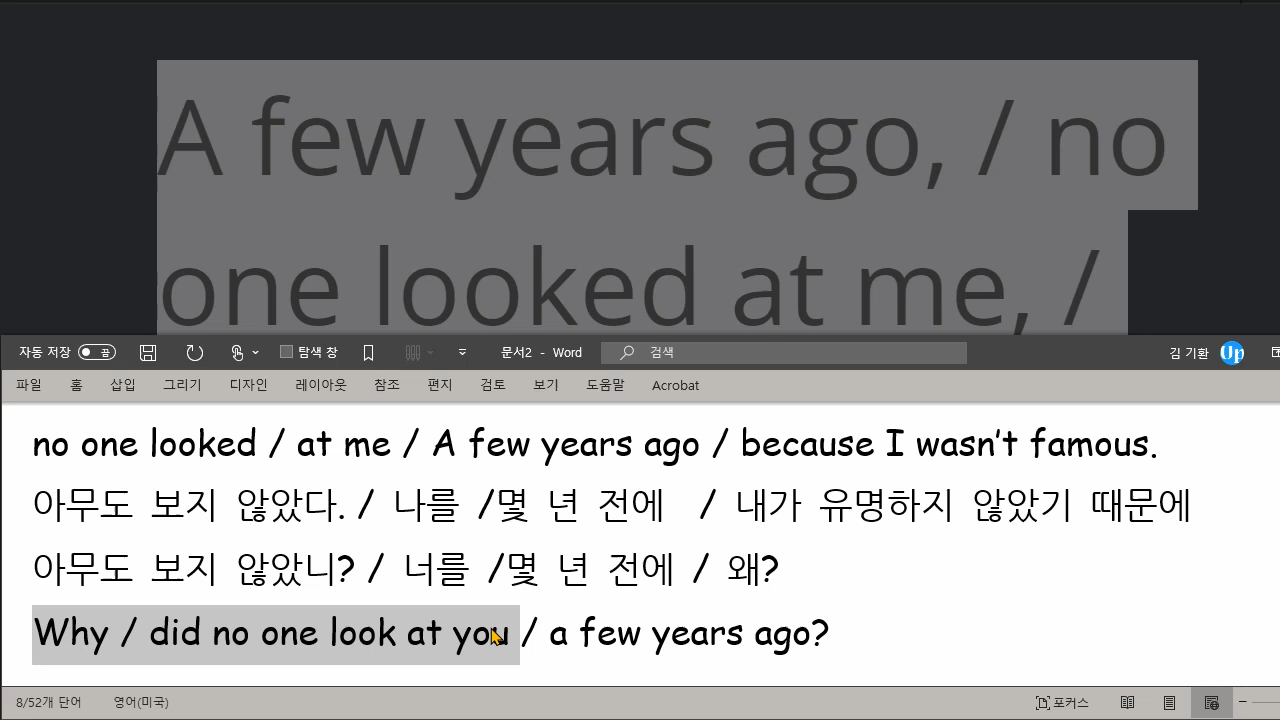 A few years ago, / no
one looked at me, /
자동 저장 끔 탐색 창 문서2 - Word 검색 김 기환 Up
파일 홈 삽입 그리기 디자인 레이아웃 참조 편지 검토 보기 도움말 Acrobat
no one looked / at me / A few years ago / because I wasn't famous.
아무도 보지 않았다. / 나를 /몇 년 전에 / 내가 유명하지 않았기 때문에
아무도 보지 않았니? / 너를 /몇 년 전에 / 왜?
Why / did no one look at you / a few years ago?
8/52개 단어 영어(미국) 포커스